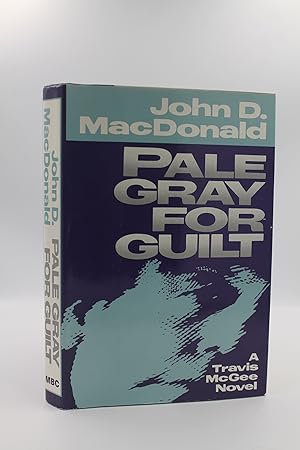 John D.
MacDonald
PALE
GRAY
FOR
GUILT
A
Travis
McGee
Novel
John D.
MacDonald
PALE GRAY
FOR GUILT
MBC